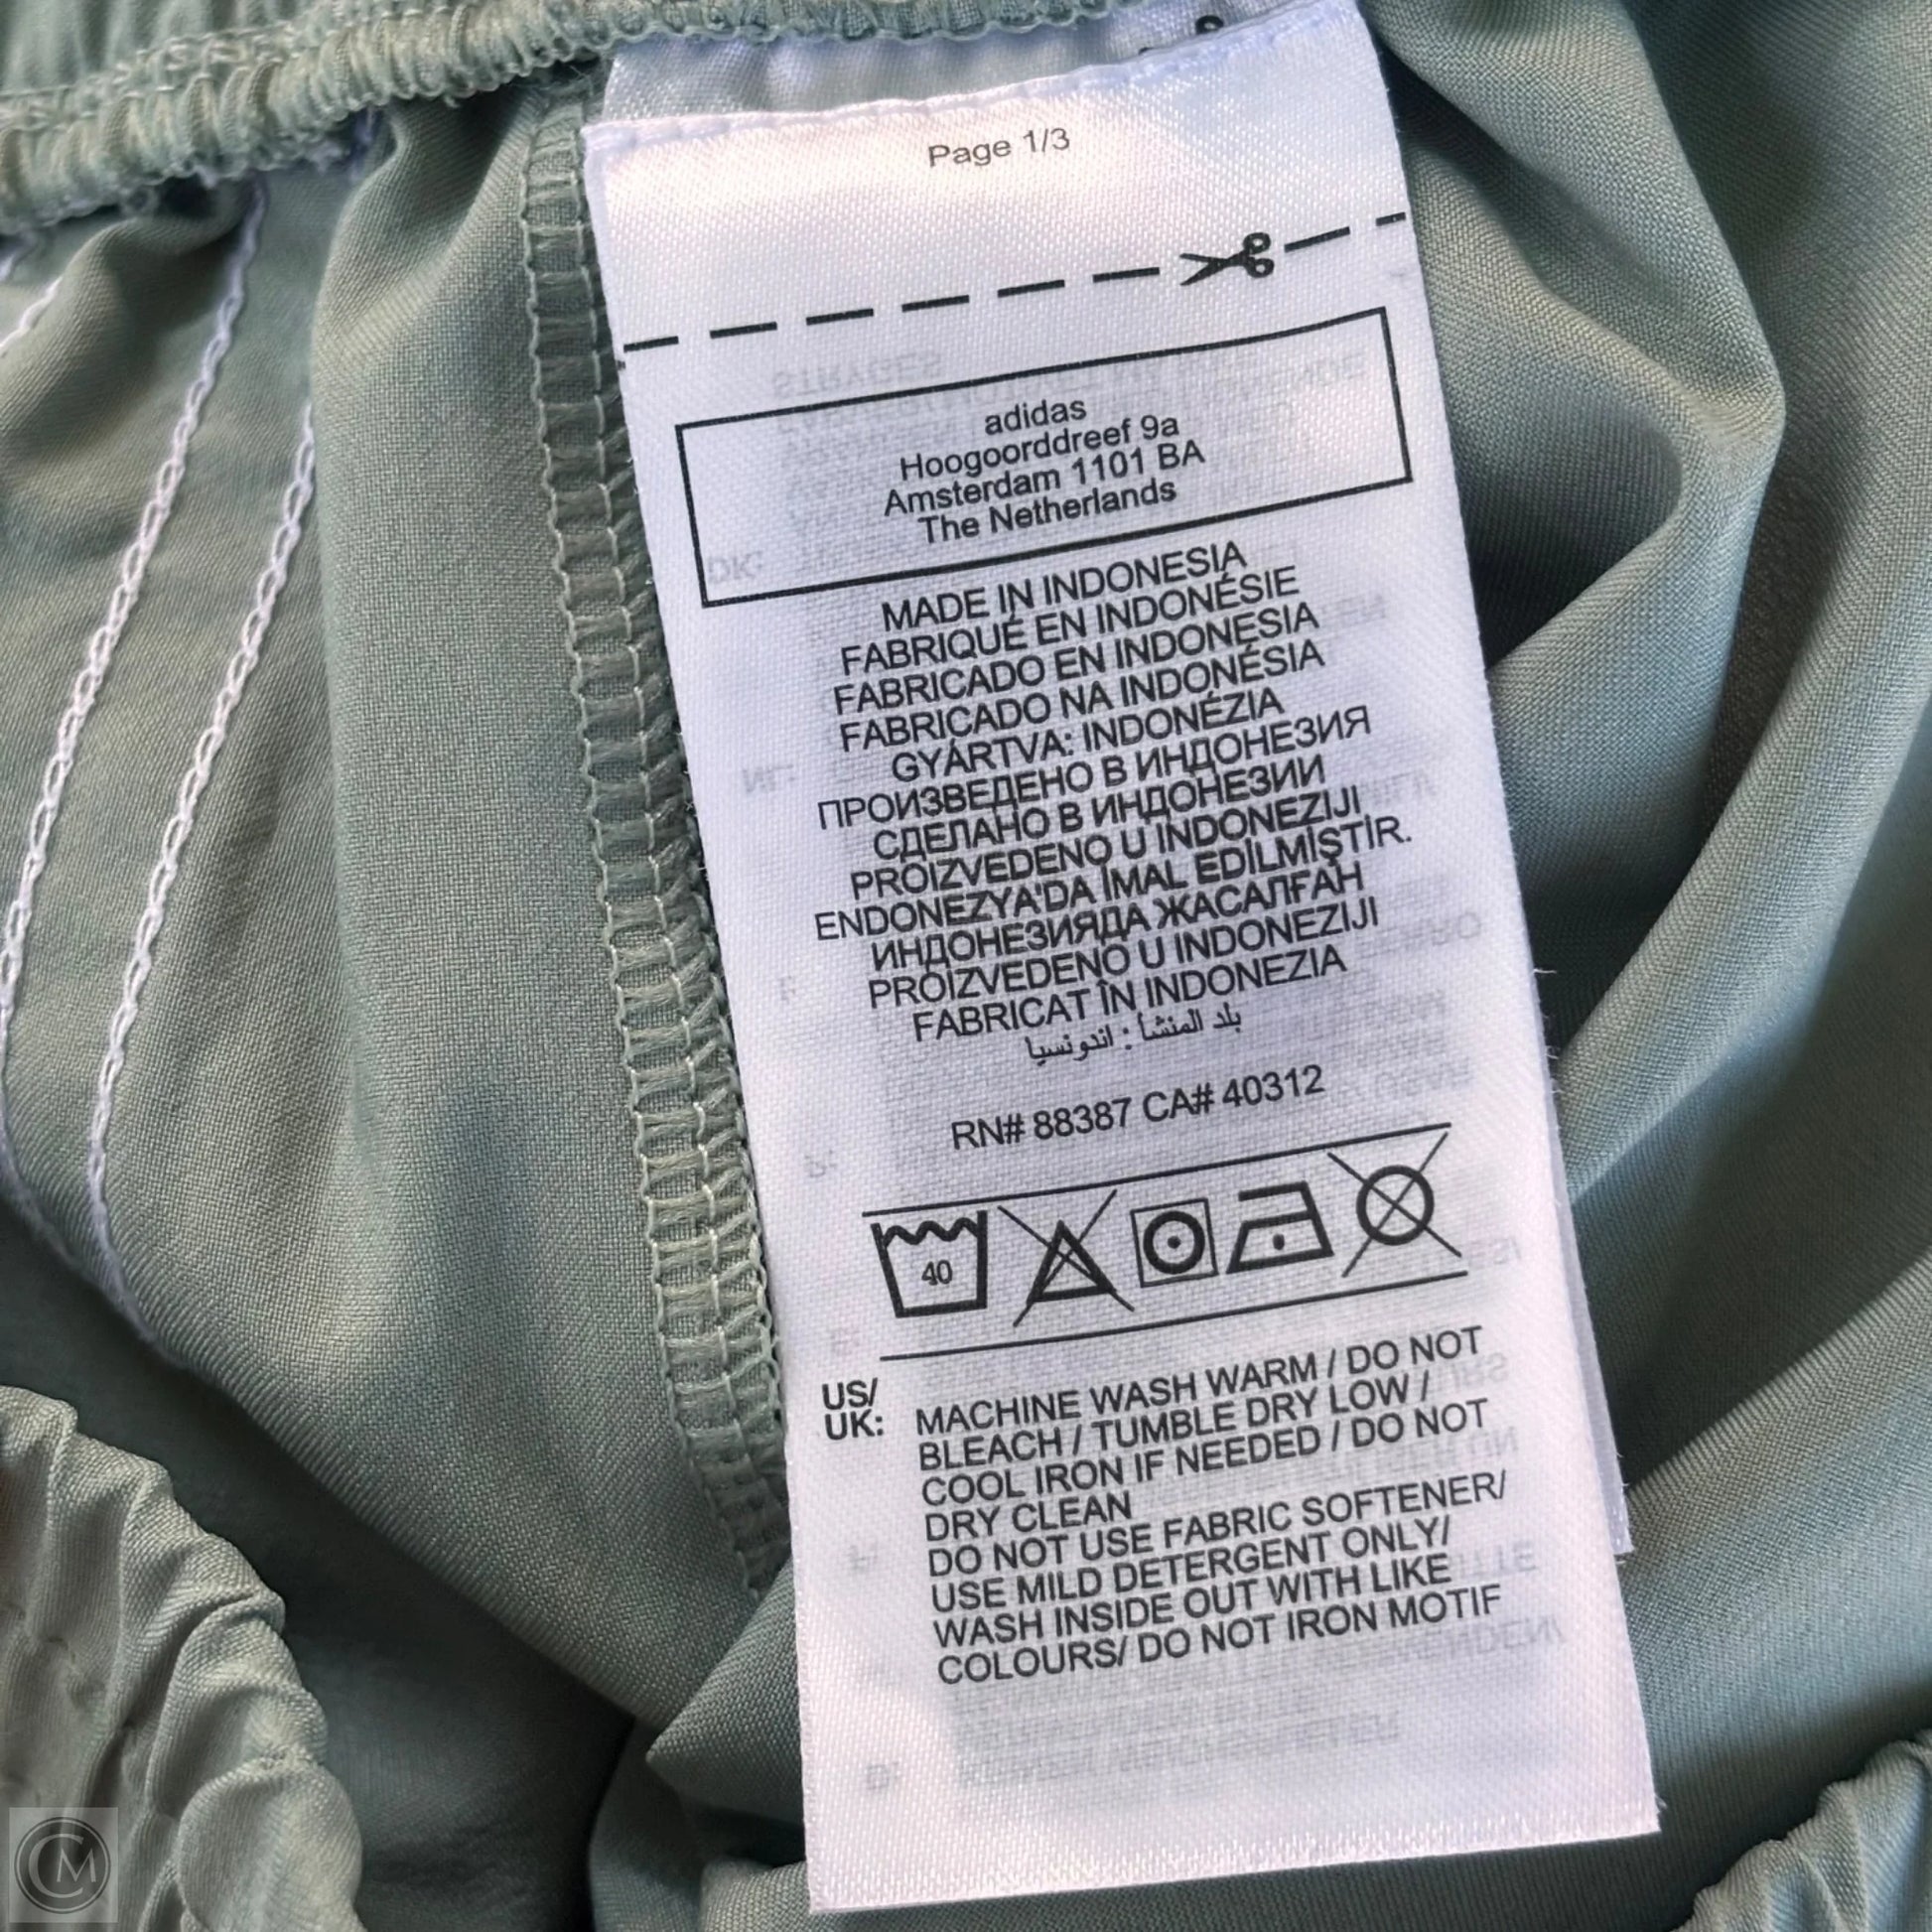 Page 1/3
adidas
Hoogoorddreef 9a
Amsterdam 1101 BA
The Netherlands
MADE IN INDONESIA
FABRIQUÉ EN INDONÉSIE
FABRICADO EN INDONESIA
FABRICADO NA INDONÉSIA
GYÁRTVA: INDONÉZIA
ПРОИЗВЕДЕНО В ИНДОНЕЗИЯ
СДЕЛАНО В ИНДОНЕЗИИ
PROIZVEDENO U INDONEZIJI
ENDONEZYA'DA İMAL EDİLMİŞTİR.
ИНДОНЕЗИЯДА ЖАСАЛҒАН
PROIZVEDENO U INDONEZIJI
FABRICAT ÎN INDONEZIA
بلد المنشأ : اندونسيا
RN# 88387 CA# 40312
40
US/
UK:
MACHINE WASH WARM / DO NOT
BLEACH / TUMBLE DRY LOW /
COOL IRON IF NEEDED / DO NOT
DRY CLEAN
DO NOT USE FABRIC SOFTENER/
USE MILD DETERGENT ONLY/
WASH INSIDE OUT WITH LIKE
COLOURS/ DO NOT IRON MOTIF
CM